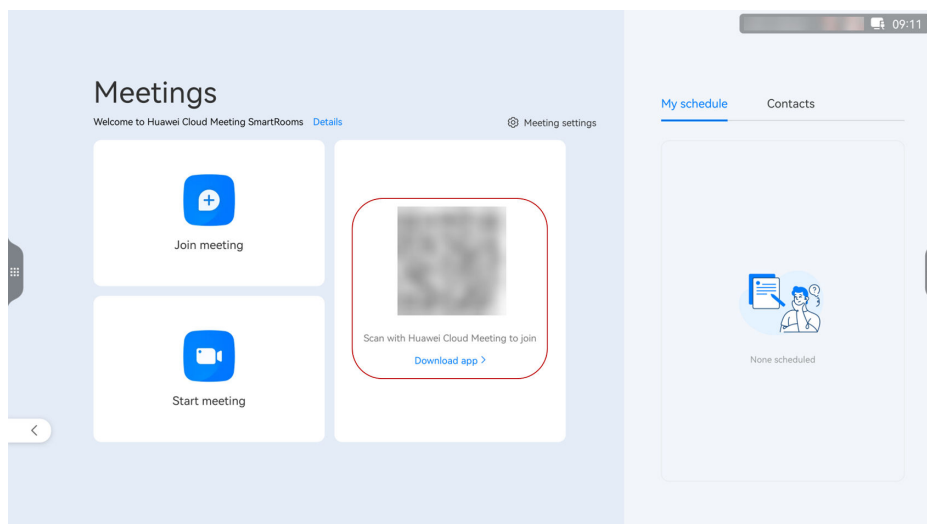 09:11
Meetings
Welcome to Huawei Cloud Meeting SmartRooms Details
Meeting settings
Join meeting
Start meeting
Scan with Huawei Cloud Meeting to join
Download app >
My schedule Contacts
None scheduled